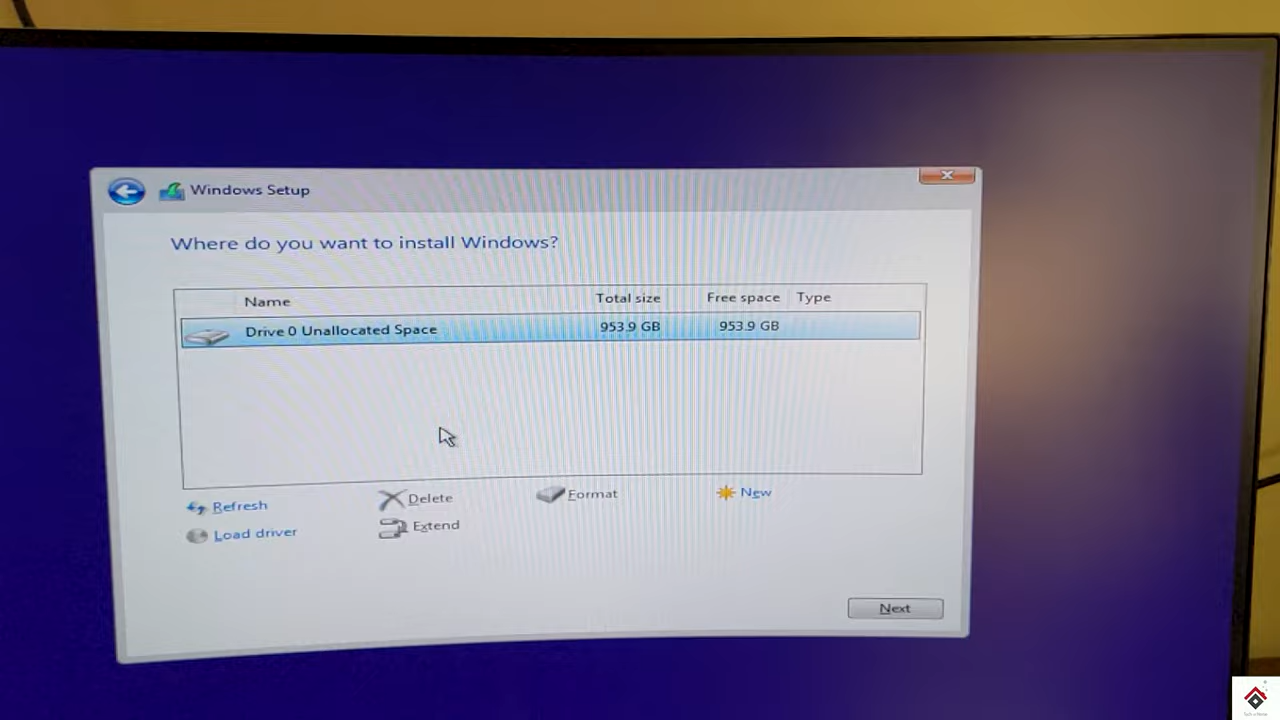 Windows Setup
Where do you want to install Windows?
Name Total size Free space Type
Drive 0 Unallocated Space 953.9 GB 953.9 GB
Refresh Delete Format New
Load driver Extend
Next